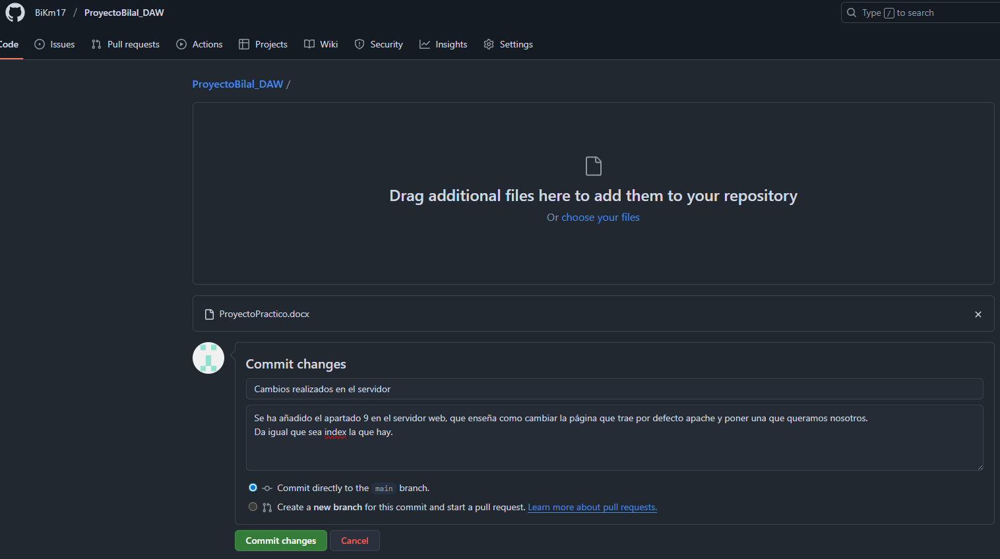 BiKm17 / ProyectoBilal_DAW
Type / to search
Code Issues Pull requests Actions Projects Wiki Security Insights Settings
ProyectoBilal_DAW /
Drag additional files here to add them to your repository
Or choose your files
ProyectoPractico.docx
Commit changes
Cambios realizados en el servidor
Se ha añadido el apartado 9 en el servidor web, que enseña como cambiar la página que trae por defecto apache y poner una que queramos nosotros.
Da igual que sea index la que hay.
Commit directly to the main branch.
Create a new branch for this commit and start a pull request. Learn more about pull requests.
Commit changes Cancel